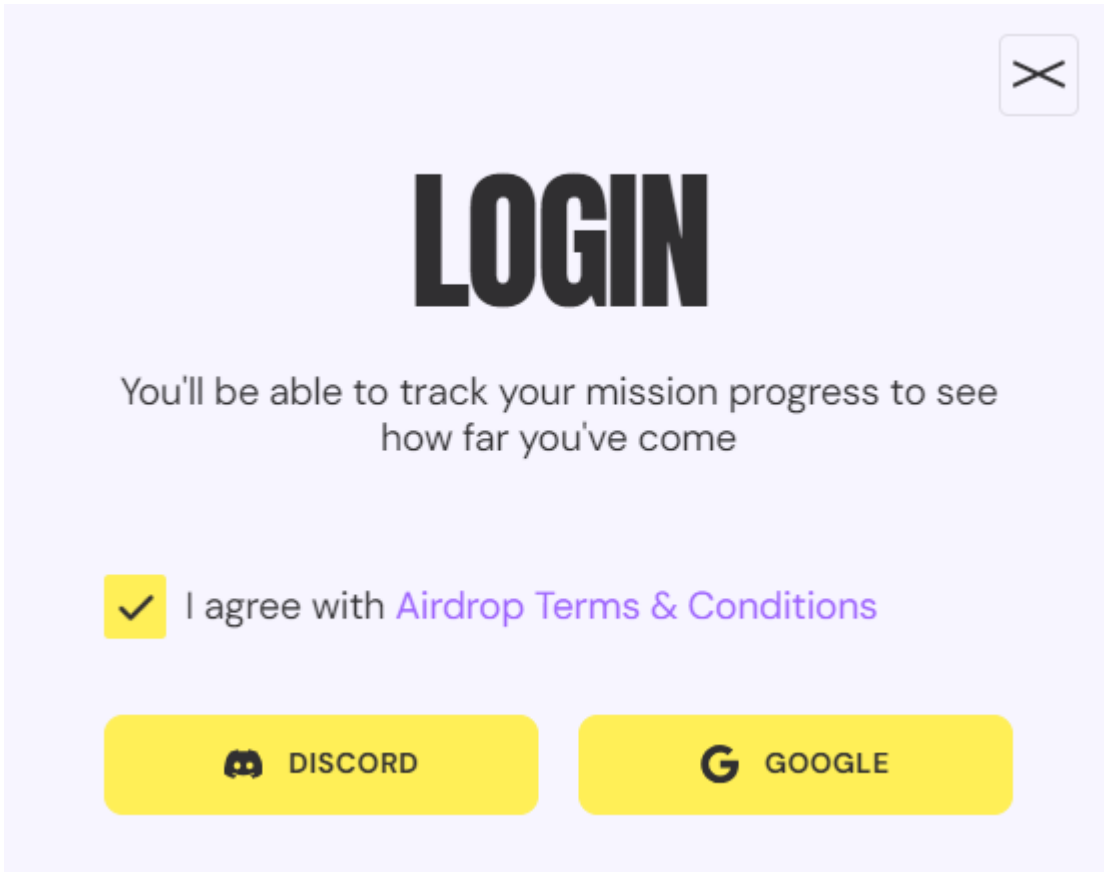 LOGIN
You'll be able to track your mission progress to see
how far you've come
I agree with Airdrop Terms & Conditions
DISCORD
GOOGLE